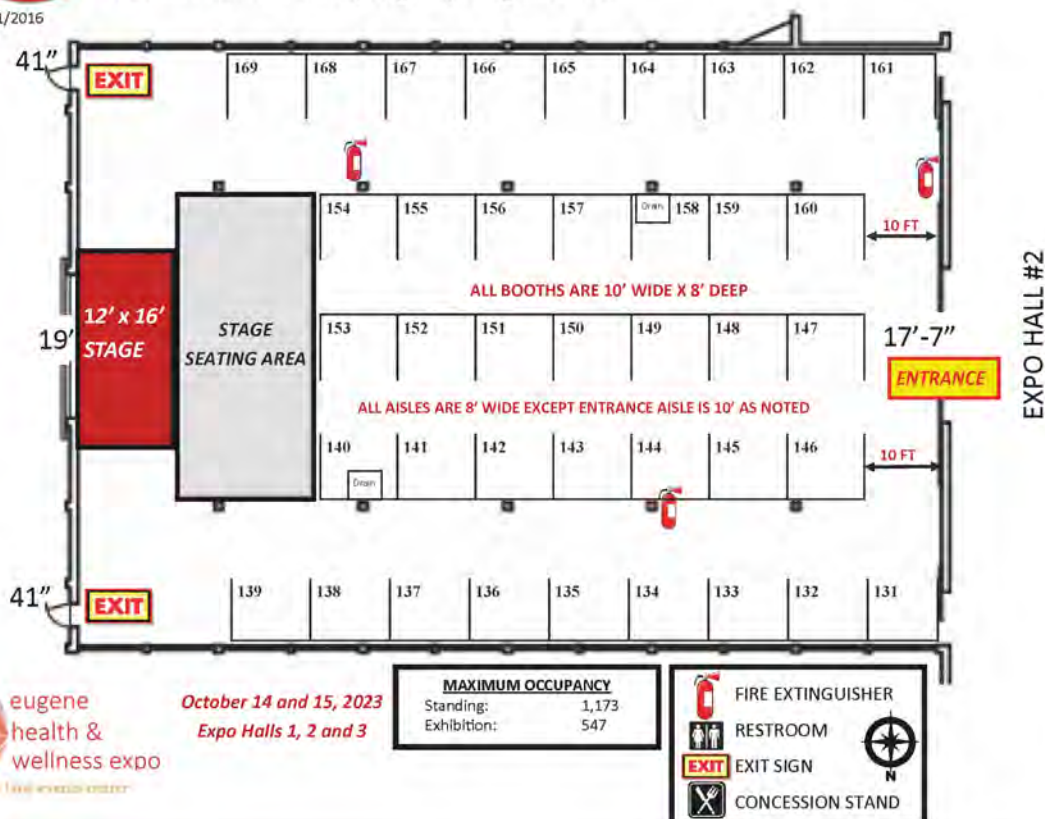 1/2016
41"
EXIT
169 168 167 166 165 164 163 162 161
154 155 156 157 Drain 158 159 160
10 FT
ALL BOOTHS ARE 10' WIDE X 8' DEEP
12' x 16'
STAGE
19'
STAGE
SEATING AREA
153 152 151 150 149 148 147
17'-7"
ENTRANCE
EXPO HALL #2
ALL AISLES ARE 8' WIDE EXCEPT ENTRANCE AISLE IS 10' AS NOTED
140 141 142 143 144 145 146
Drain
10 FT
41"
EXIT
139 138 137 136 135 134 133 132 131
eugene
health &
wellness expo
October 14 and 15, 2023
Expo Halls 1, 2 and 3
MAXIMUM OCCUPANCY
Standing: 1,173
Exhibition: 547
FIRE EXTINGUISHER
RESTROOM
EXIT EXIT SIGN
CONCESSION STAND
N